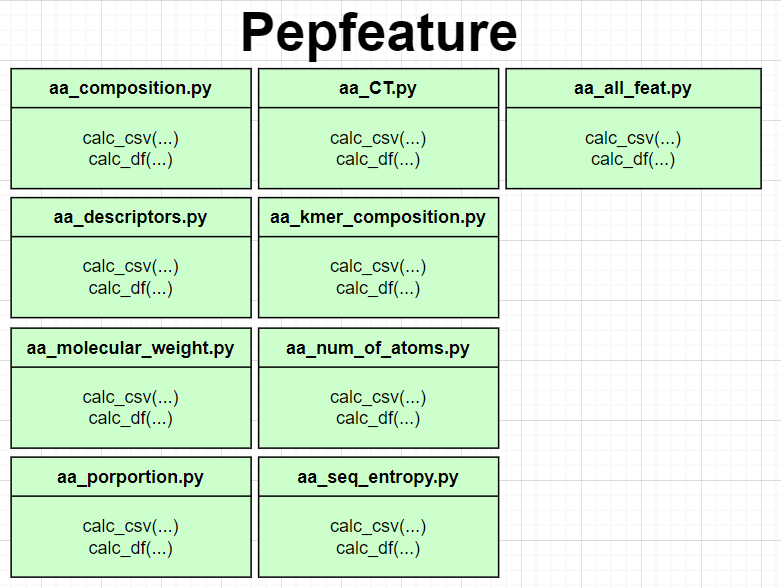 Pepfeature
aa_composition.py
calc_csv(...)
calc_df(...)
aa_CT.py
calc_csv(...)
calc_df(...)
aa_all_feat.py
calc_csv(...)
calc_df(...)
aa_descriptors.py
calc_csv(...)
calc_df(...)
aa_kmer_composition.py
calc_csv(...)
calc_df(...)
aa_molecular_weight.py
calc_csv(...)
calc_df(...)
aa_num_of_atoms.py
calc_csv(...)
calc_df(...)
aa_porportion.py
calc_csv(...)
calc_df(...)
aa_seq_entropy.py
calc_csv(...)
calc_df(...)